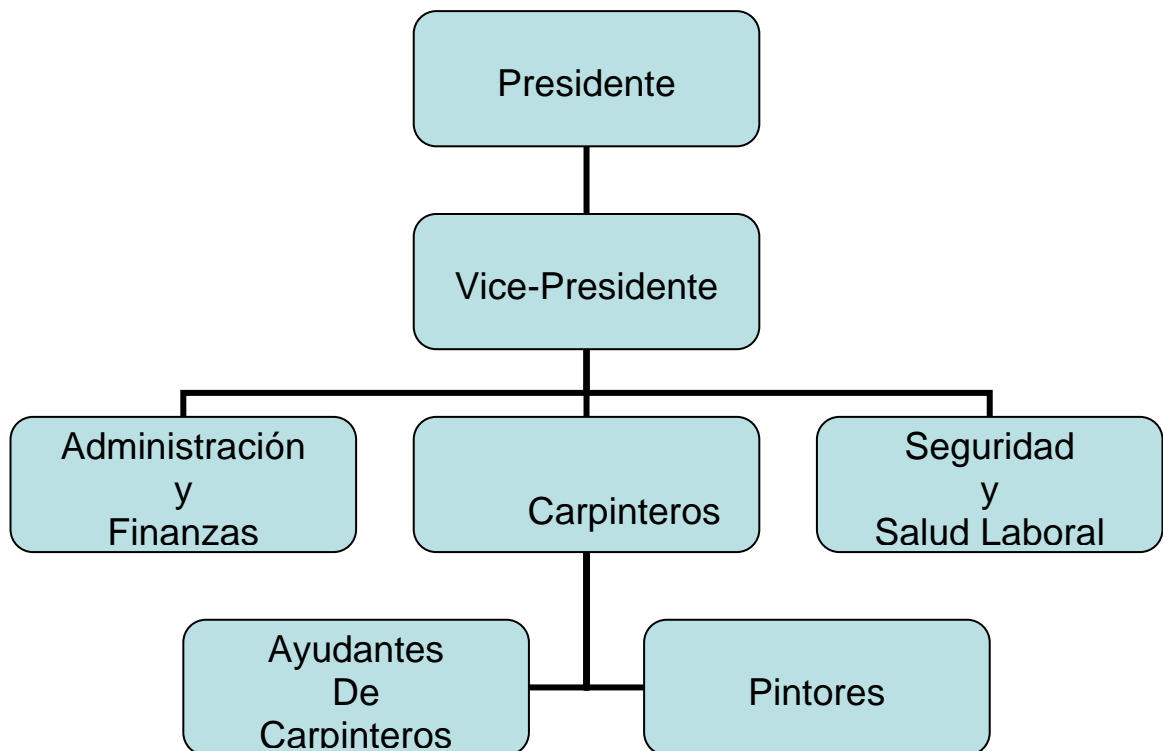 Presidente
Vice-Presidente
Administración
y
Finanzas
Carpinteros
Seguridad
y
Salud Laboral
Ayudantes
De
Carpinteros
Pintores